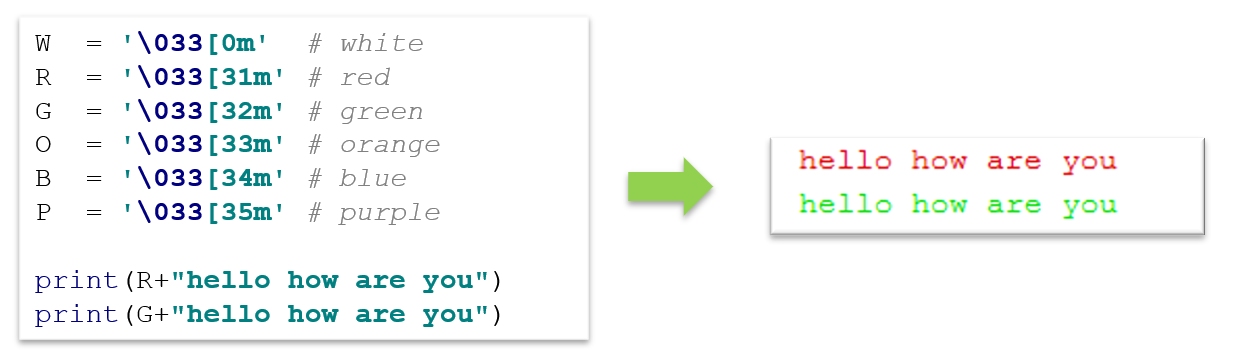 W  = '\033[0m'  # white
R  = '\033[31m' # red
G  = '\033[32m' # green
O  = '\033[33m' # orange
B  = '\033[34m' # blue
P  = '\033[35m' # purple
print(R+"hello how are you")
print(G+"hello how are you")
hello how are you
hello how are you